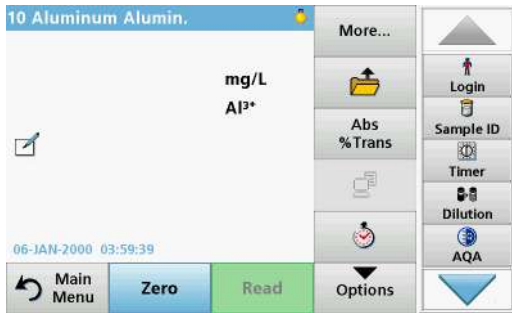 10 Aluminum Alumin.
mg/L
Al³⁺
06-JAN-2000 03:59:39
Main
Menu
Zero
Read
More...
Abs
%Trans
Options
Login
Sample ID
Timer
Dilution
AQA